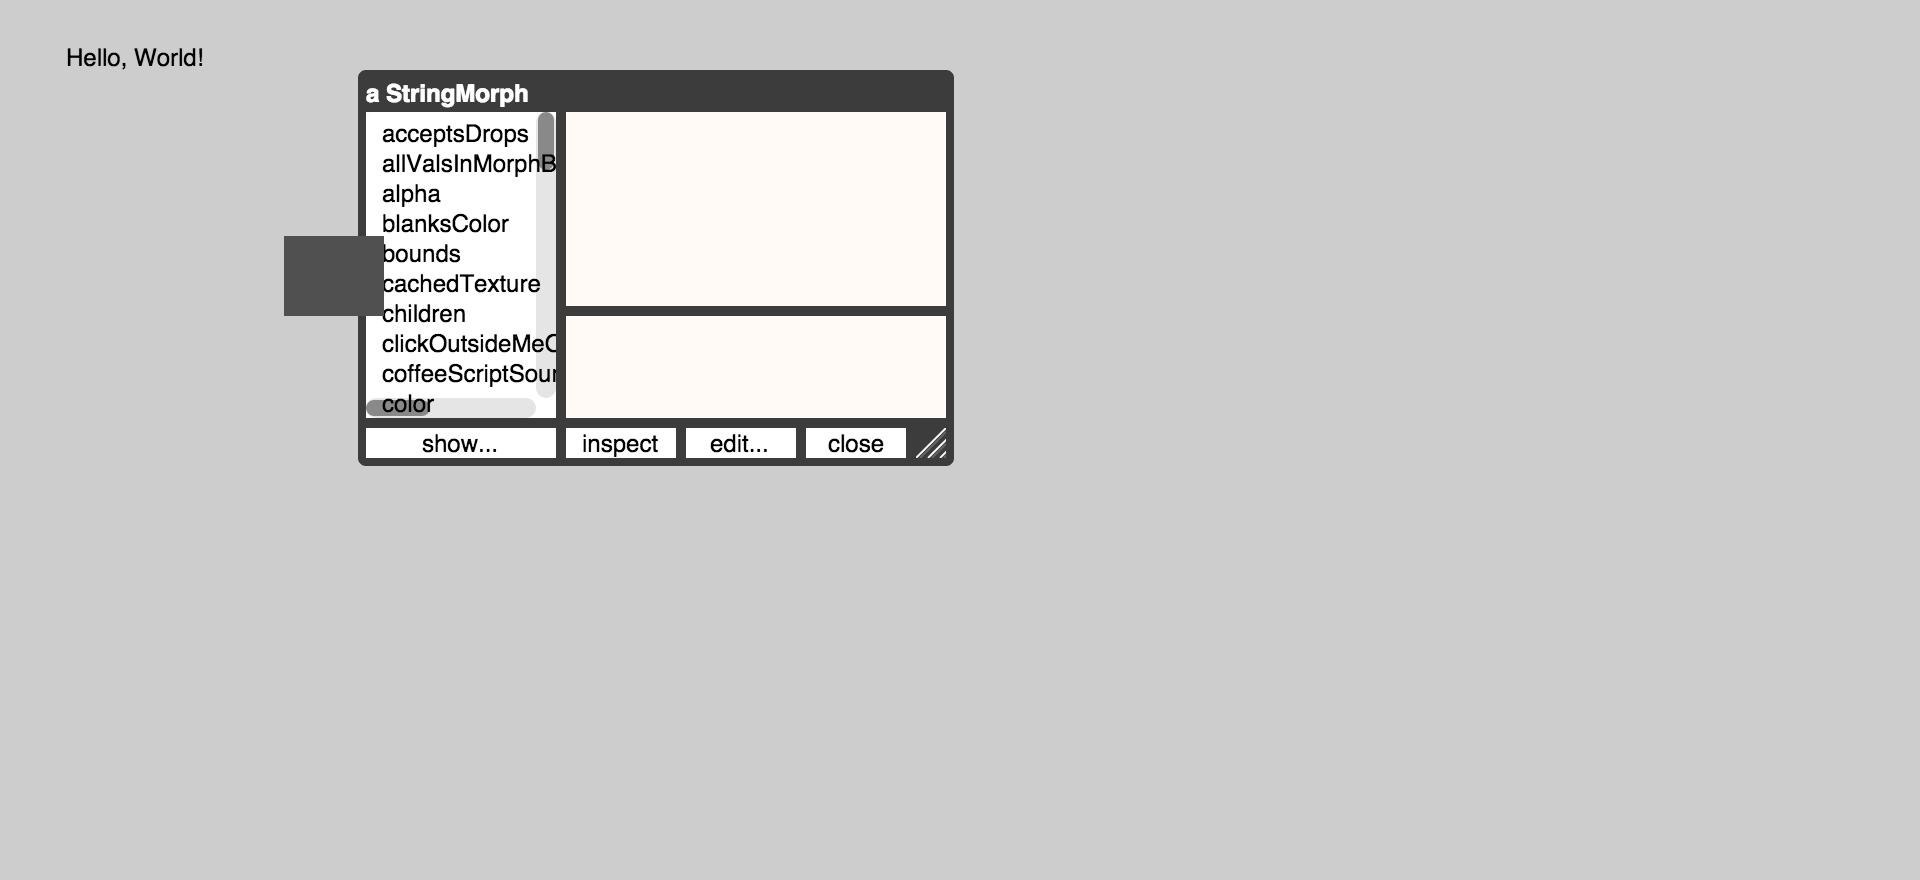 Hello, World!
a StringMorph
acceptsDrops
allValsInMorphB
alpha
blanksColor
bounds
cachedTexture
children
clickOutsideMeC
coffeeScriptSour
color
show...
inspect
edit...
close